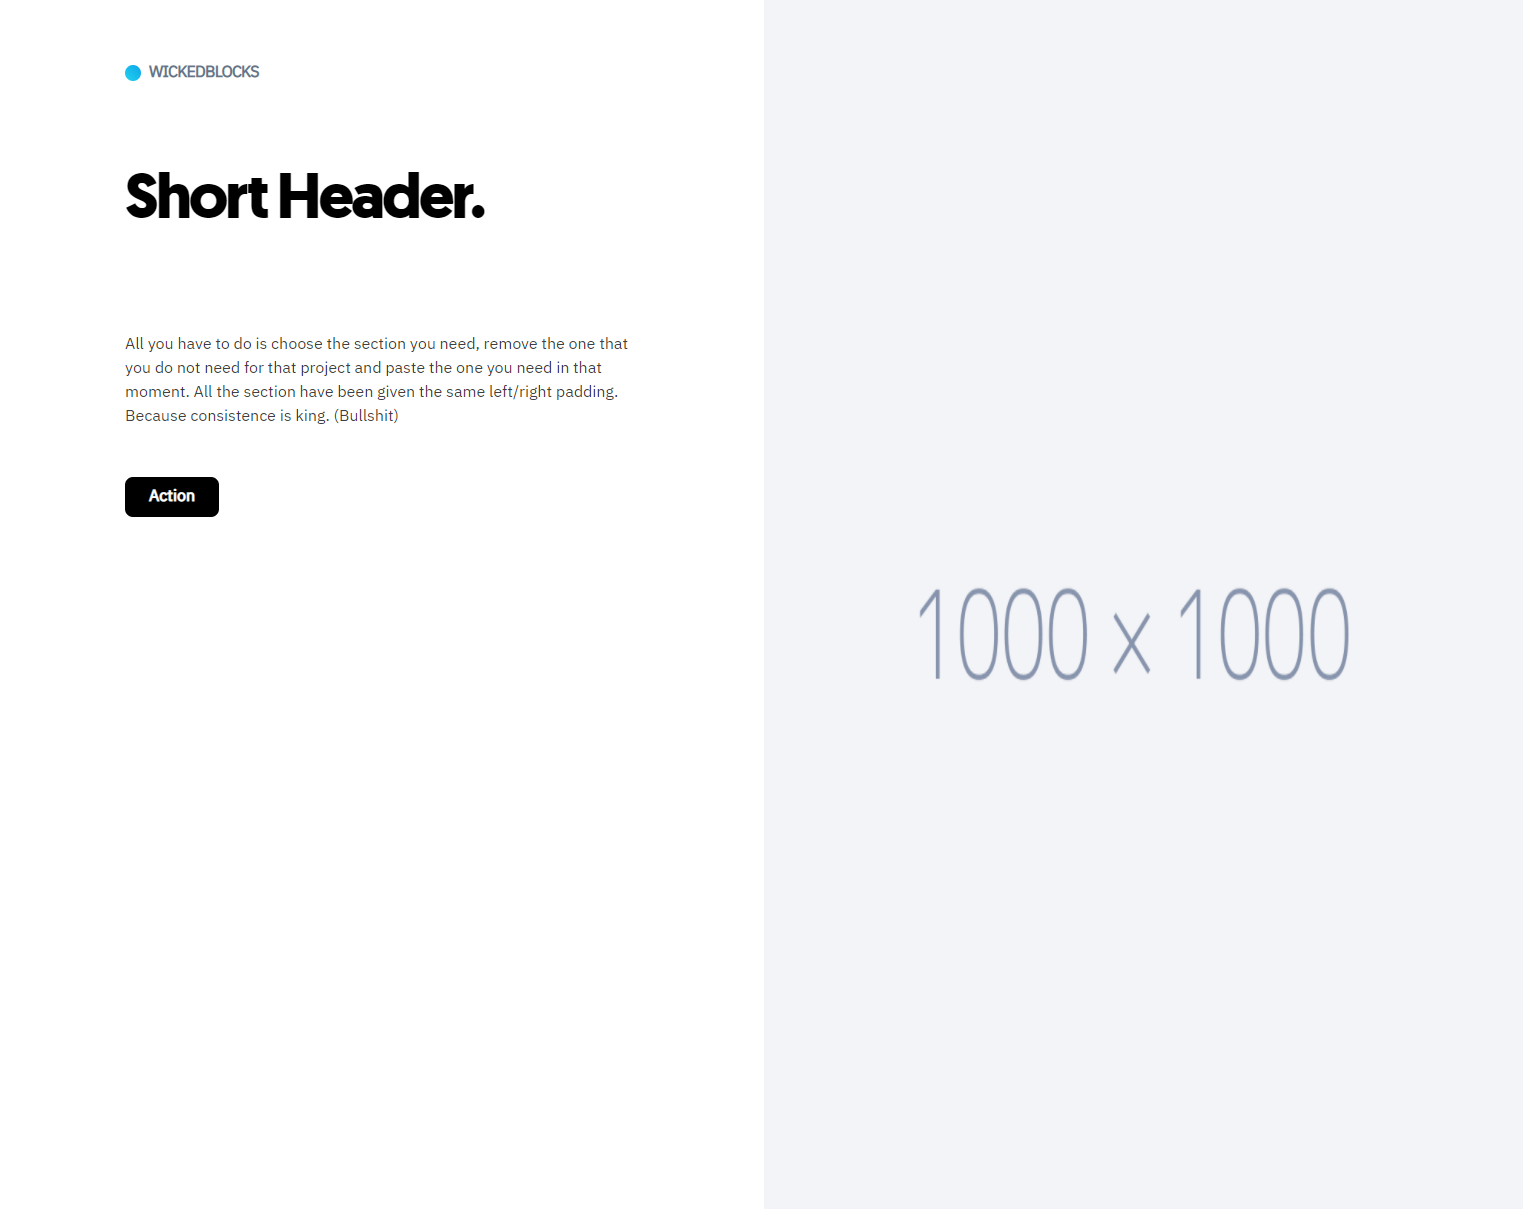 WICKEDBLOCKS
Short Header.
All you have to do is choose the section you need, remove the one that
you do not need for that project and paste the one you need in that
moment. All the section have been given the same left/right padding.
Because consistence is king. (Bullshit)
Action
1000 x 1000